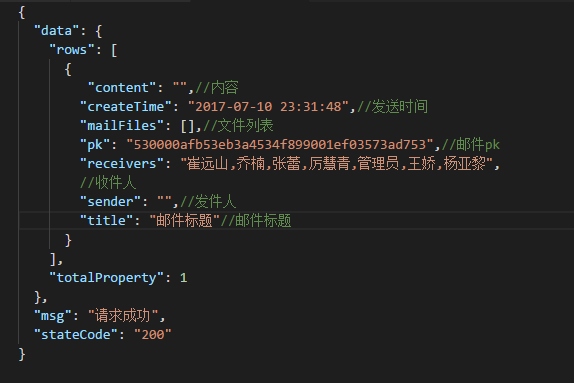 {
"data": {
"rows": [
{
"content": "",//内容
"createTime": "2017-07-10 23:31:48",//发送时间
"mailFiles": [],//文件列表
"pk": "530000afb53eb3a4534f899001ef03573ad753",//邮件pk
"receivers": "崔远山,乔楠,张蕾,厉慧青,管理员,王娇,杨亚黎",
//收件人
"sender": "",//发件人
"title": "邮件标题"//邮件标题
}
],
"totalProperty": 1
},
"msg": "请求成功",
"stateCode": "200"
}